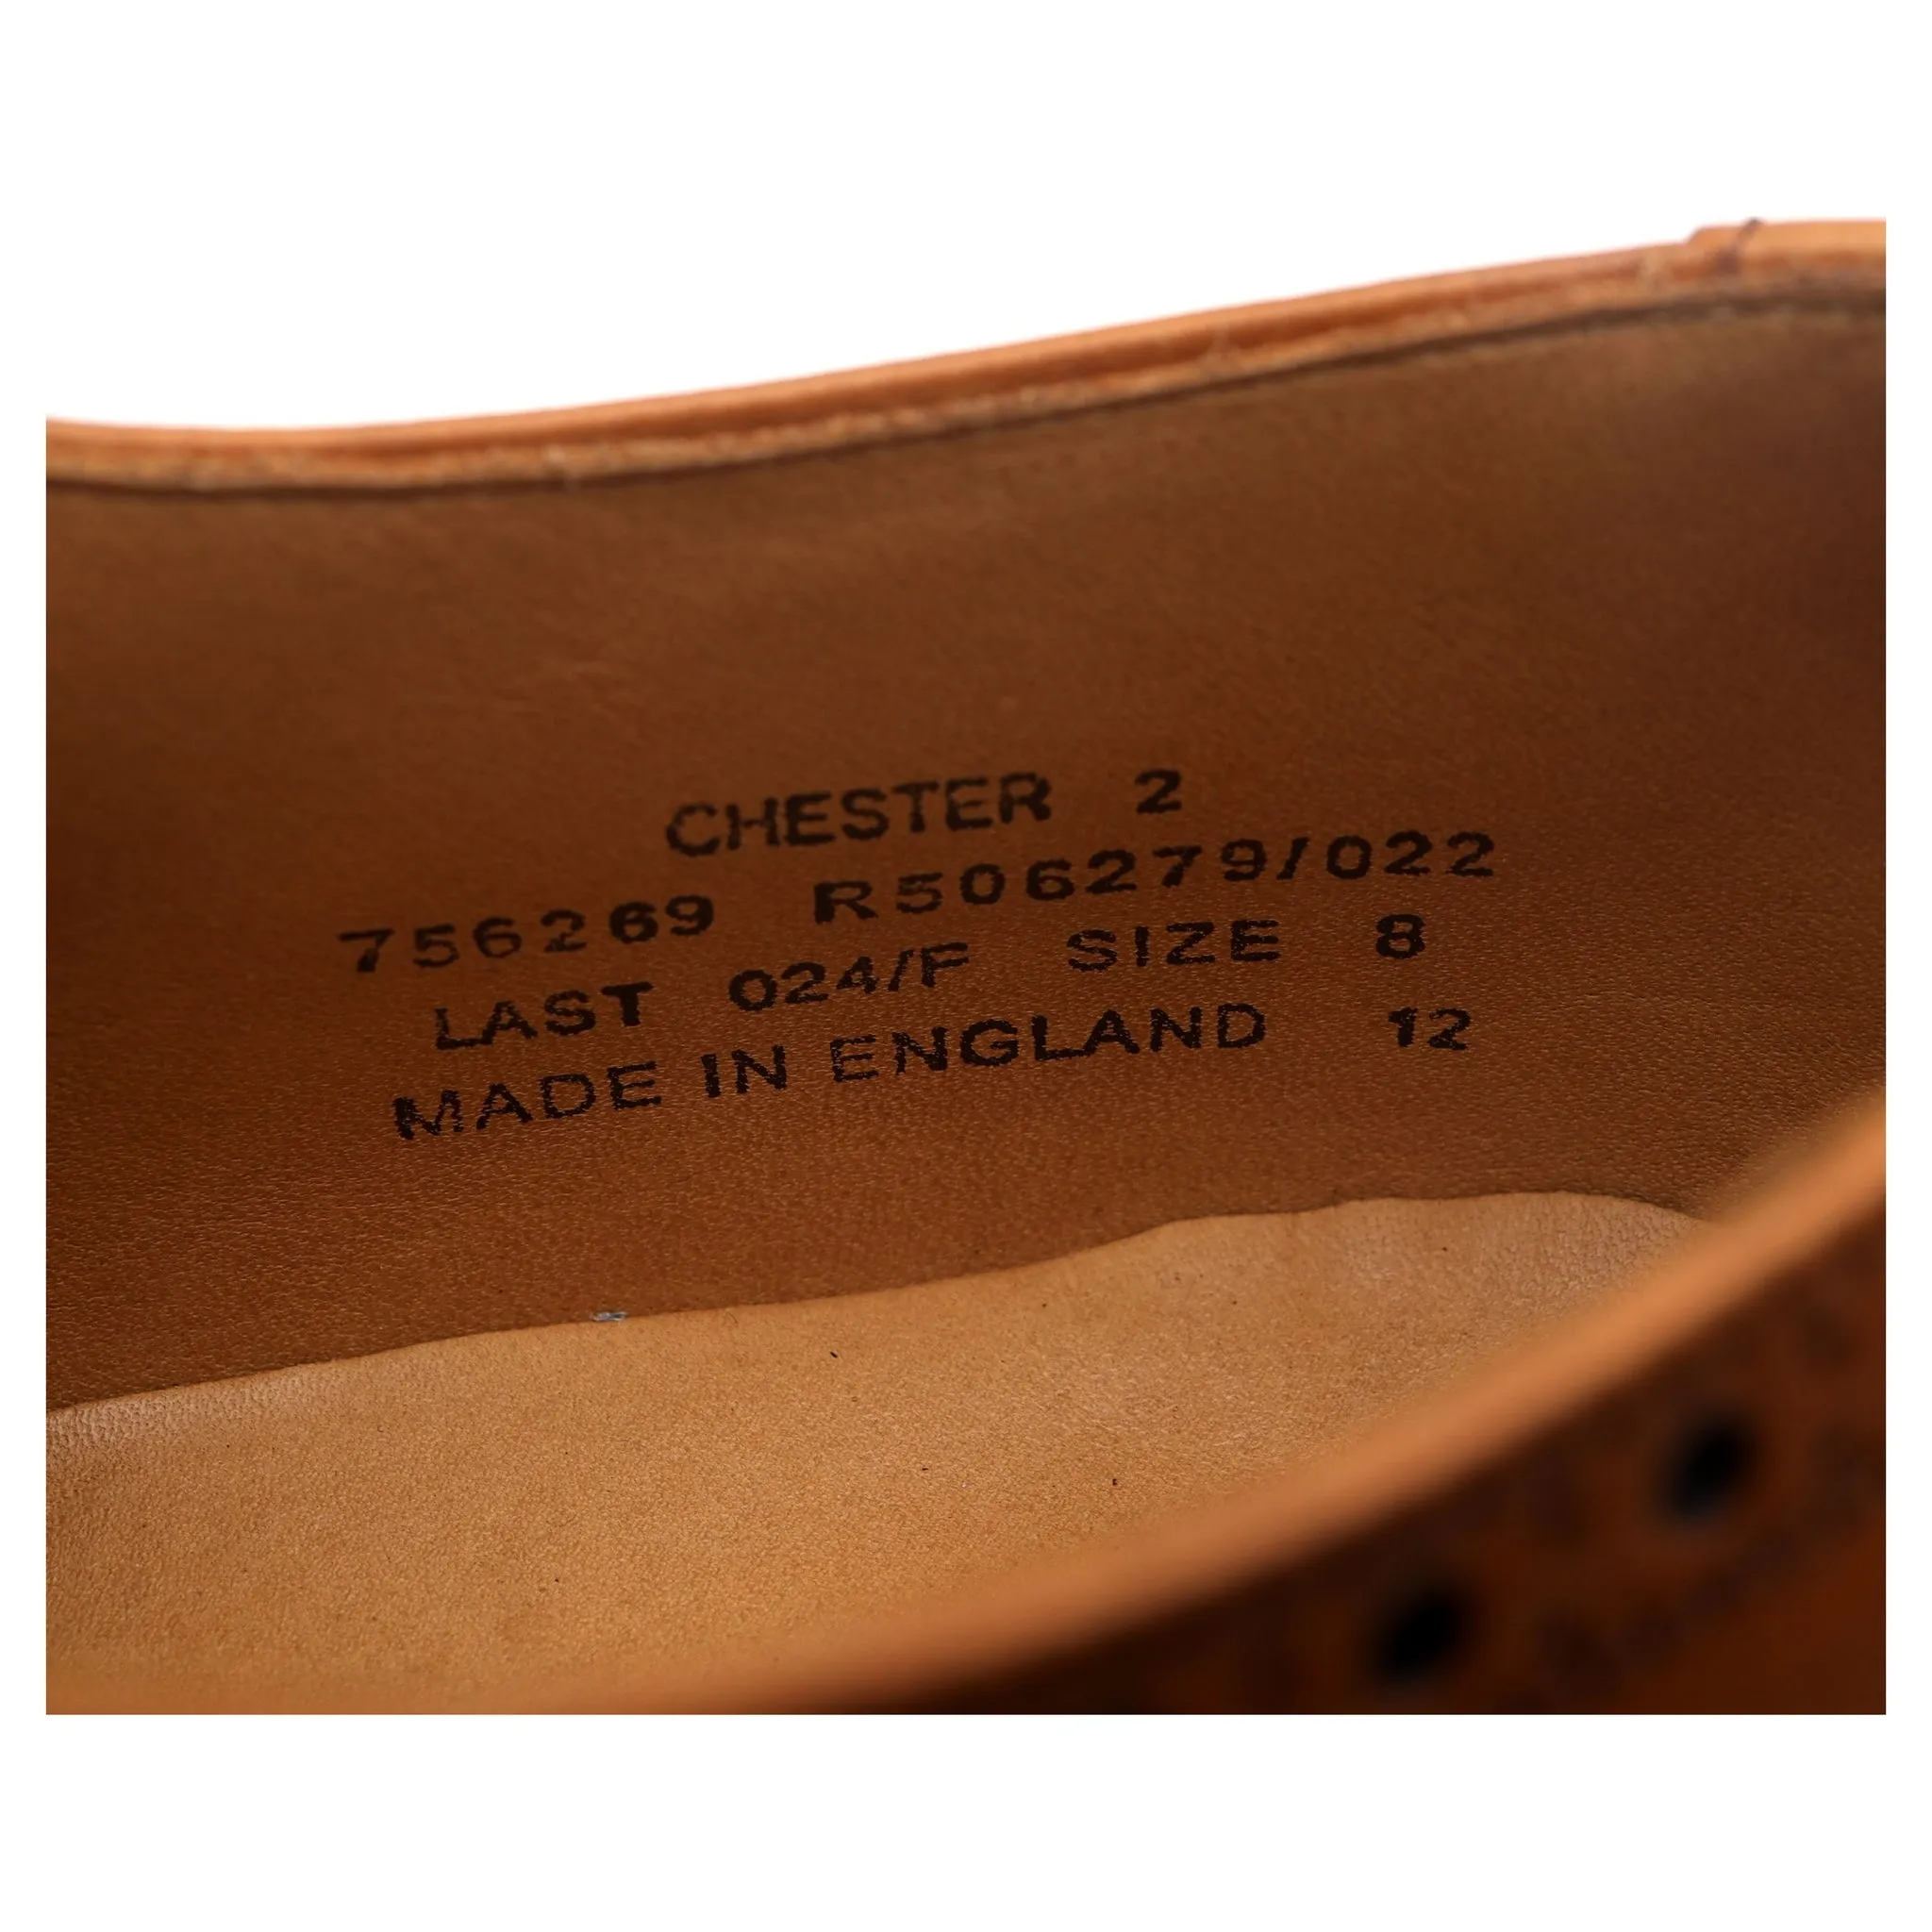 CHESTER 2
756269 R506279/022
LAST 024/F SIZE 8
MADE IN ENGLAND 12